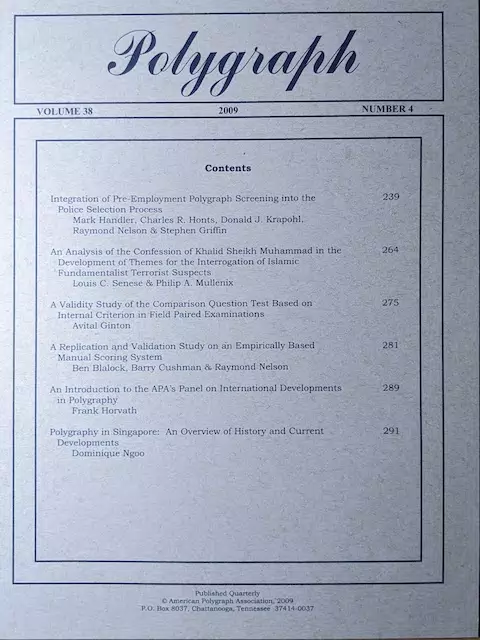 Polygraph
VOLUME 38 2009 NUMBER 4
Contents
Integration of Pre-Employment Polygraph Screening into the 239
Police Selection Process
Mark Handler, Charles R. Honts, Donald J. Krapohl,
Raymond Nelson & Stephen Griffin
An Analysis of the Confession of Khalid Sheikh Muhammad in the 264
Development of Themes for the Interrogation of Islamic
Fundamentalist Terrorist Suspects
Louis C. Senese & Philip A. Mullenix
A Validity Study of the Comparison Question Test Based on 275
Internal Criterion in Field Paired Examinations
Avital Ginton
A Replication and Validation Study on an Empirically Based 281
Manual Scoring System
Ben Blalock, Barry Cushman & Raymond Nelson
An Introduction to the APA's Panel on International Developments 289
in Polygraphy
Frank Horvath
Polygraphy in Singapore: An Overview of History and Current 291
Developments
Dominique Ngoo
Published Quarterly
© American Polygraph Association, 2009
P.O. Box 8037, Chattanooga, Tennessee 37414-0037